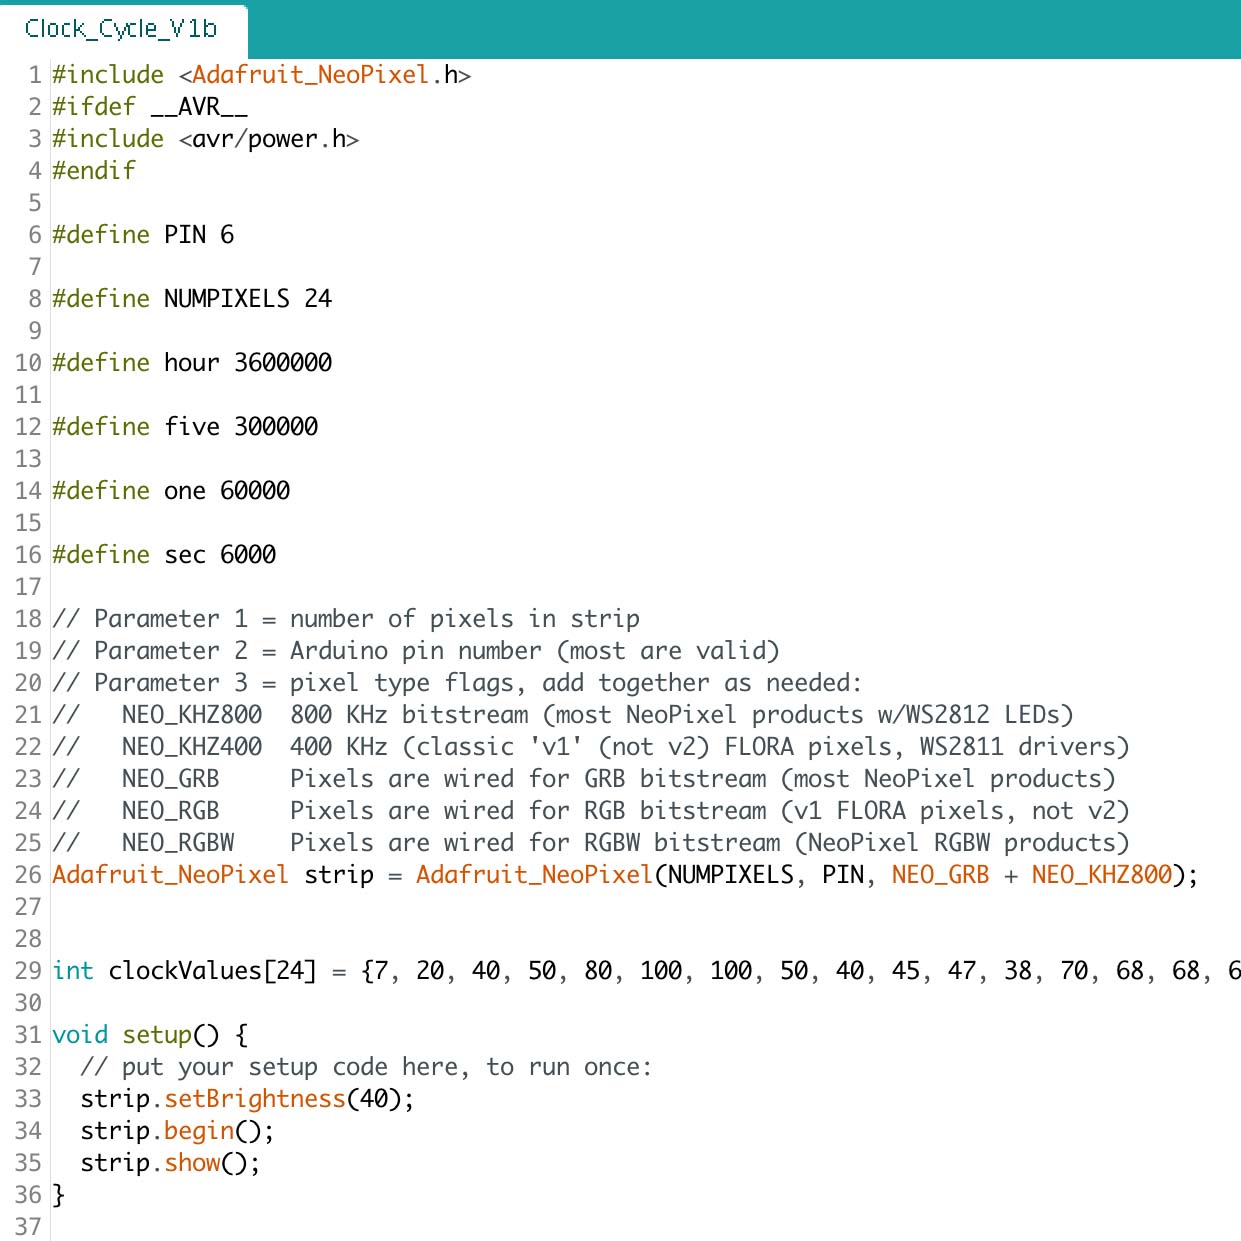 Clock_Cycle_V1b
1 #include <Adafruit_NeoPixel.h>
2 #ifdef __AVR__
3 #include <avr/power.h>
4 #endif
5
6 #define PIN 6
7
8 #define NUMPIXELS 24
9
10 #define hour 3600000
11
12 #define five 300000
13
14 #define one 60000
15
16 #define sec 6000
17
18 // Parameter 1 = number of pixels in strip
19 // Parameter 2 = Arduino pin number (most are valid)
20 // Parameter 3 = pixel type flags, add together as needed:
21 //   NEO_KHZ800  800 KHz bitstream (most NeoPixel products w/WS2812 LEDs)
22 //   NEO_KHZ400  400 KHz (classic 'v1' (not v2) FLORA pixels, WS2811 drivers)
23 //   NEO_GRB     Pixels are wired for GRB bitstream (most NeoPixel products)
24 //   NEO_RGB     Pixels are wired for RGB bitstream (v1 FLORA pixels, not v2)
25 //   NEO_RGBW    Pixels are wired for RGBW bitstream (NeoPixel RGBW products)
26 Adafruit_NeoPixel strip = Adafruit_NeoPixel(NUMPIXELS, PIN, NEO_GRB + NEO_KHZ800);
27
28
29 int clockValues[24] = {7, 20, 40, 50, 80, 100, 100, 50, 40, 45, 47, 38, 70, 68, 68, 6
30
31 void setup() {
32   // put your setup code here, to run once:
33   strip.setBrightness(40);
34   strip.begin();
35   strip.show();
36 }
37